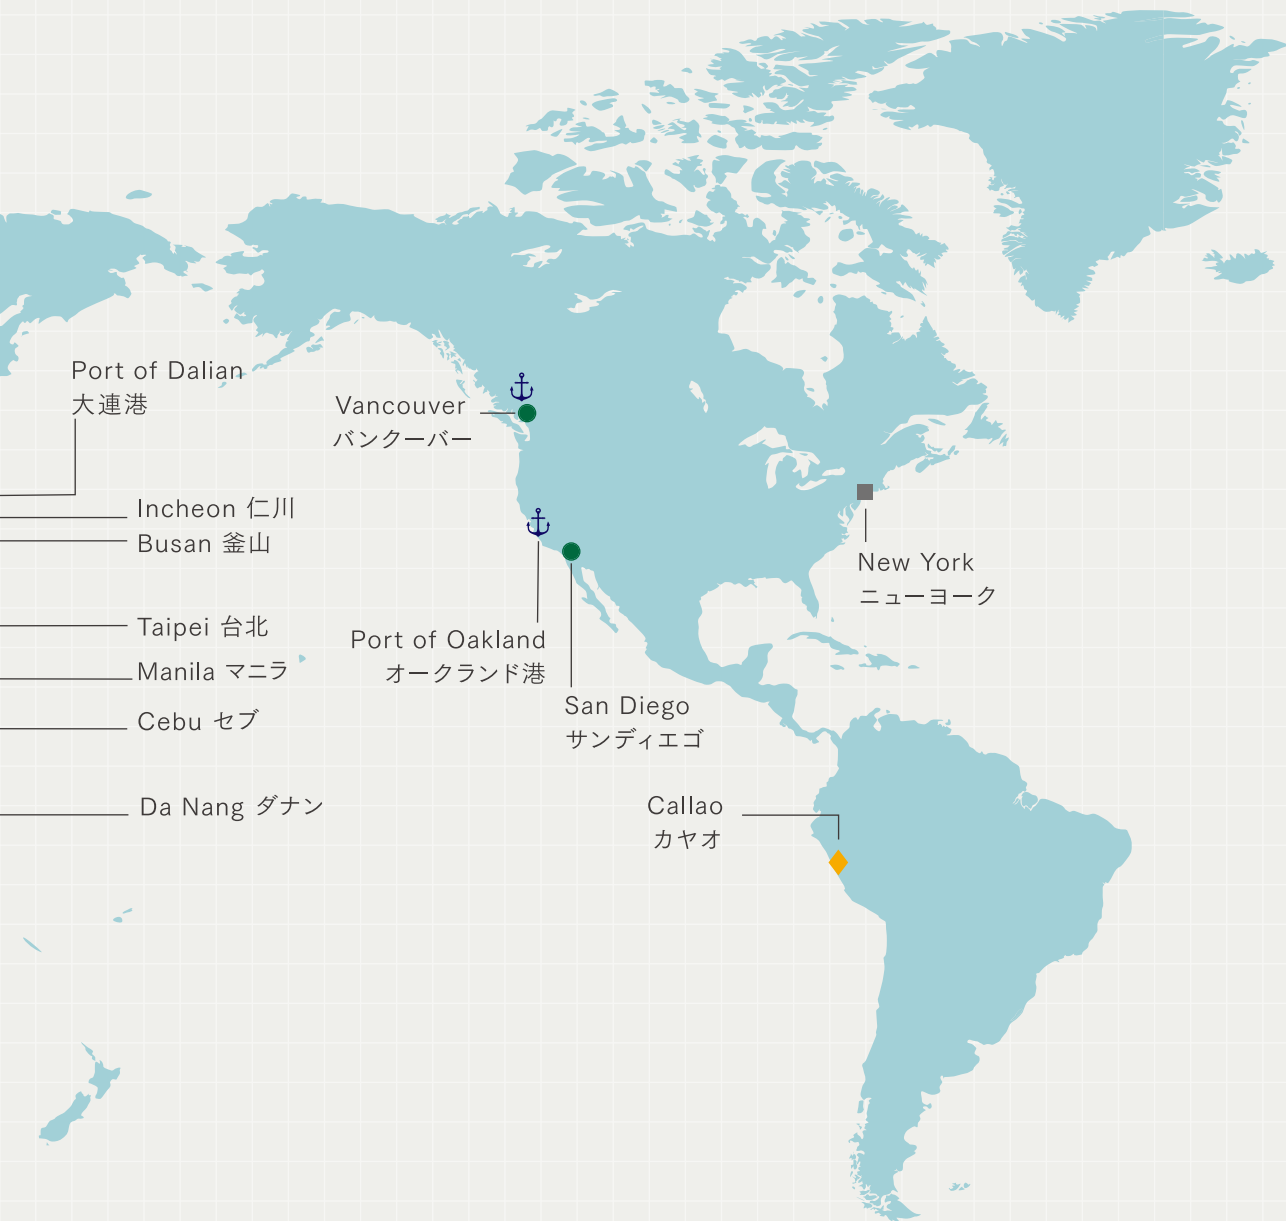 Port of Dalian
大連港
Vancouver
バンクーバー
Incheon 仁川
Busan 釜山
New York
ニューヨーク
Taipei 台北
Port of Oakland
オークランド港
Manila マニラ
San Diego
サンディエゴ
Cebu セブ
Da Nang ダナン
Callao
カヤオ